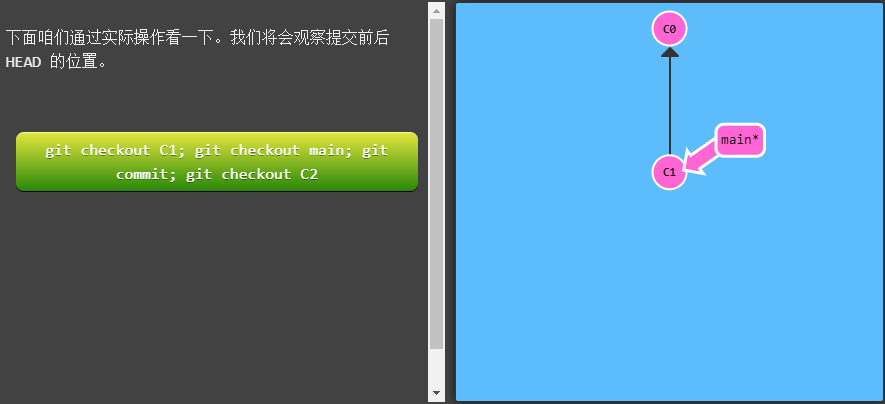 下面咱们通过实际操作看一下。我们将会观察提交前后
HEAD 的位置。
git checkout C1; git checkout main; git
commit; git checkout C2
C0
main*
C1